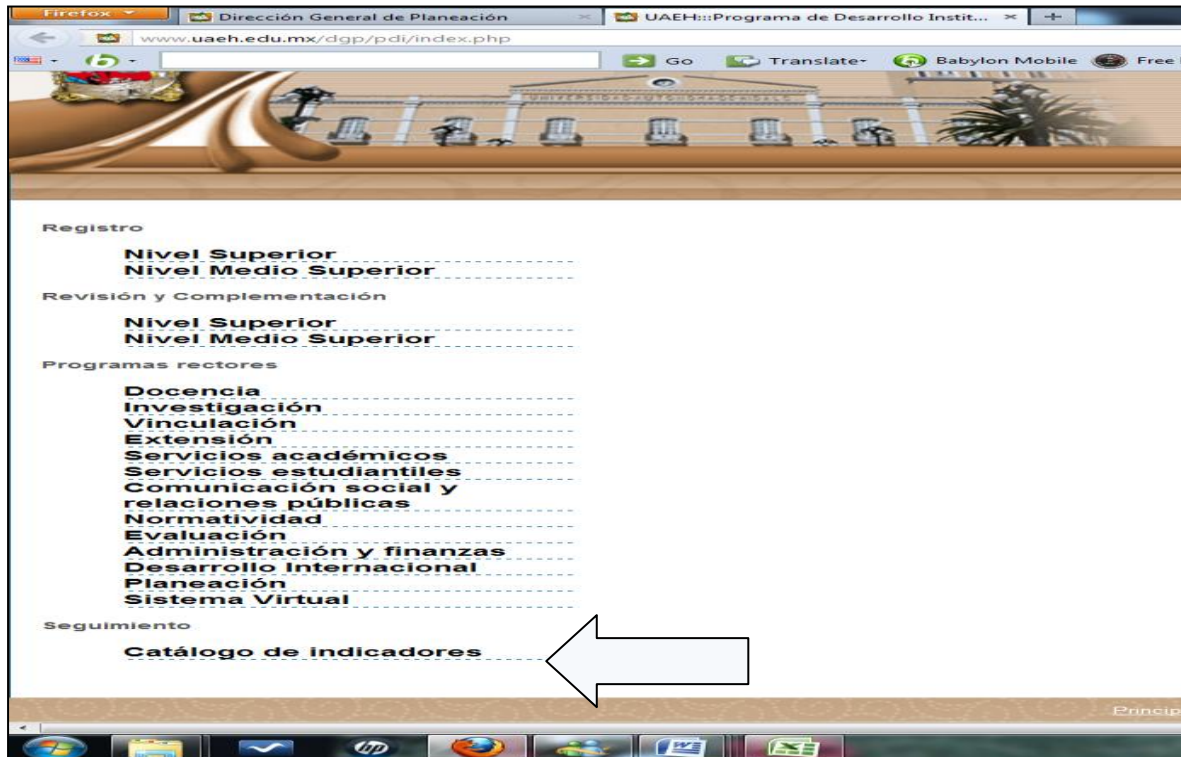 Firefox
Dirección General de Planeación
UAEH:::Programa de Desarrollo Instit...
www.uaeh.edu.mx/dgp/pdi/index.php
Go
Translate
Babylon Mobile
Free
Registro
Nivel Superior
Nivel Medio Superior
Revisión y Complementación
Nivel Superior
Nivel Medio Superior
Programas rectores
Docencia
Investigación
Vinculación
Extensión
Servicios académicos
Servicios estudiantiles
Comunicación social y
relaciones públicas
Normatividad
Evaluación
Administración y finanzas
Desarrollo Internacional
Planeación
Sistema Virtual
Seguimiento
Catálogo de indicadores
Princip
hp